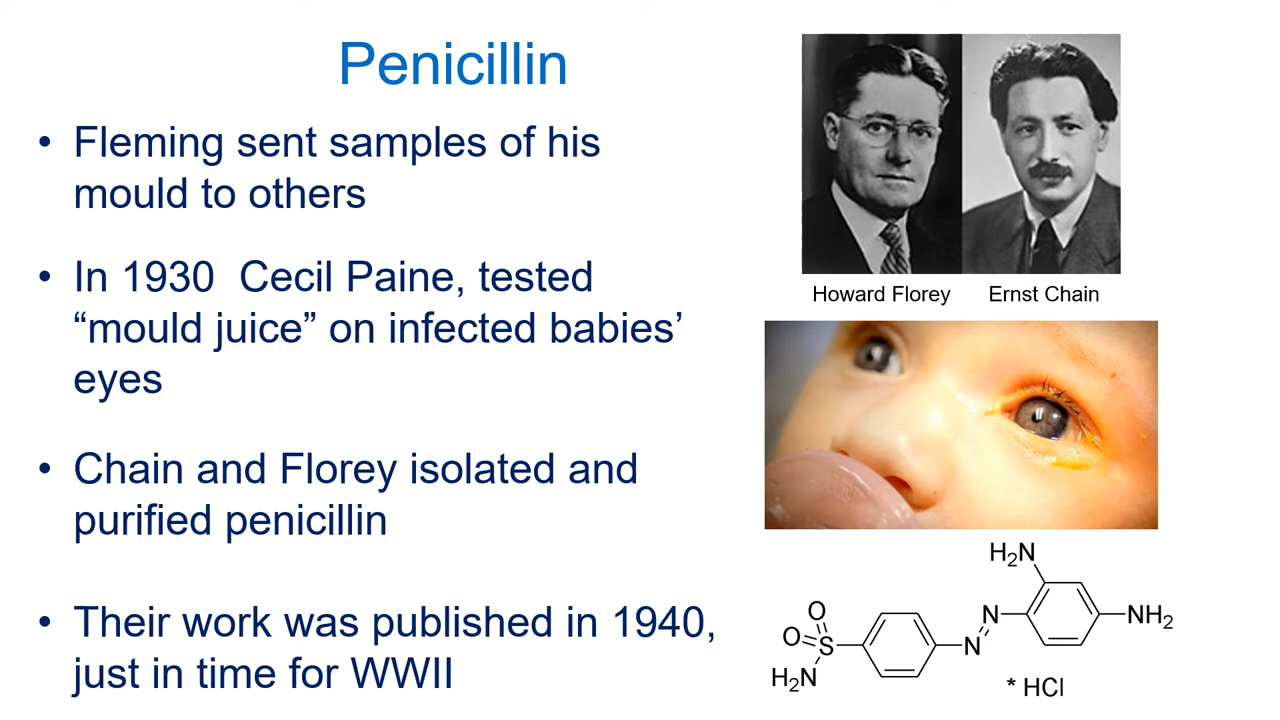 Penicillin
• Fleming sent samples of his
mould to others
• In 1930  Cecil Paine, tested
“mould juice” on infected babies’
eyes
• Chain and Florey isolated and
purified penicillin
• Their work was published in 1940,
just in time for WWII
Howard Florey
Ernst Chain
H₂N
NH₂
N
N
O
O
S
H₂N
* HCl